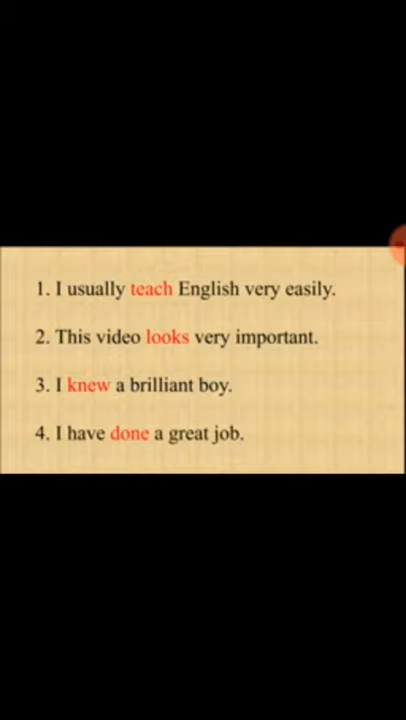 1. I usually teach English very easily.
2. This video looks very important.
3. I knew a brilliant boy.
4. I have done a great job.